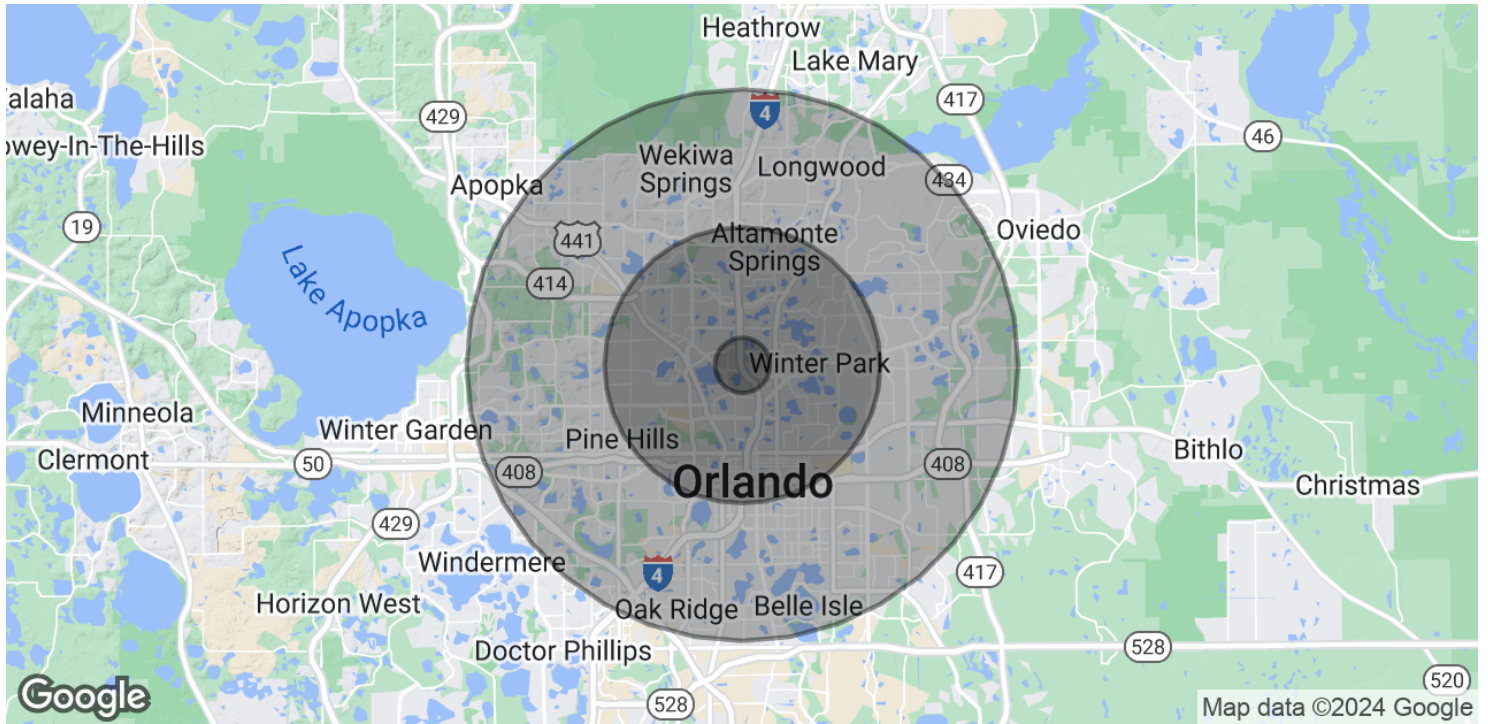 Heathrow
Lake Mary
417
4
429
46
alaha
owey-In-The-Hills
Wekiwa
Springs
Longwood
434
Apopka
19
441
Altamonte
Springs
Oviedo
414
Lake Apopka
Winter Park
Minneola
Winter Garden
Pine Hills
Clermont
50
408
Orlando
408
Bithlo
Christmas
429
Windermere
4
417
Horizon West
Oak Ridge
Belle Isle
Doctor Phillips
528
520
528
Google
Map data ©2024 Google